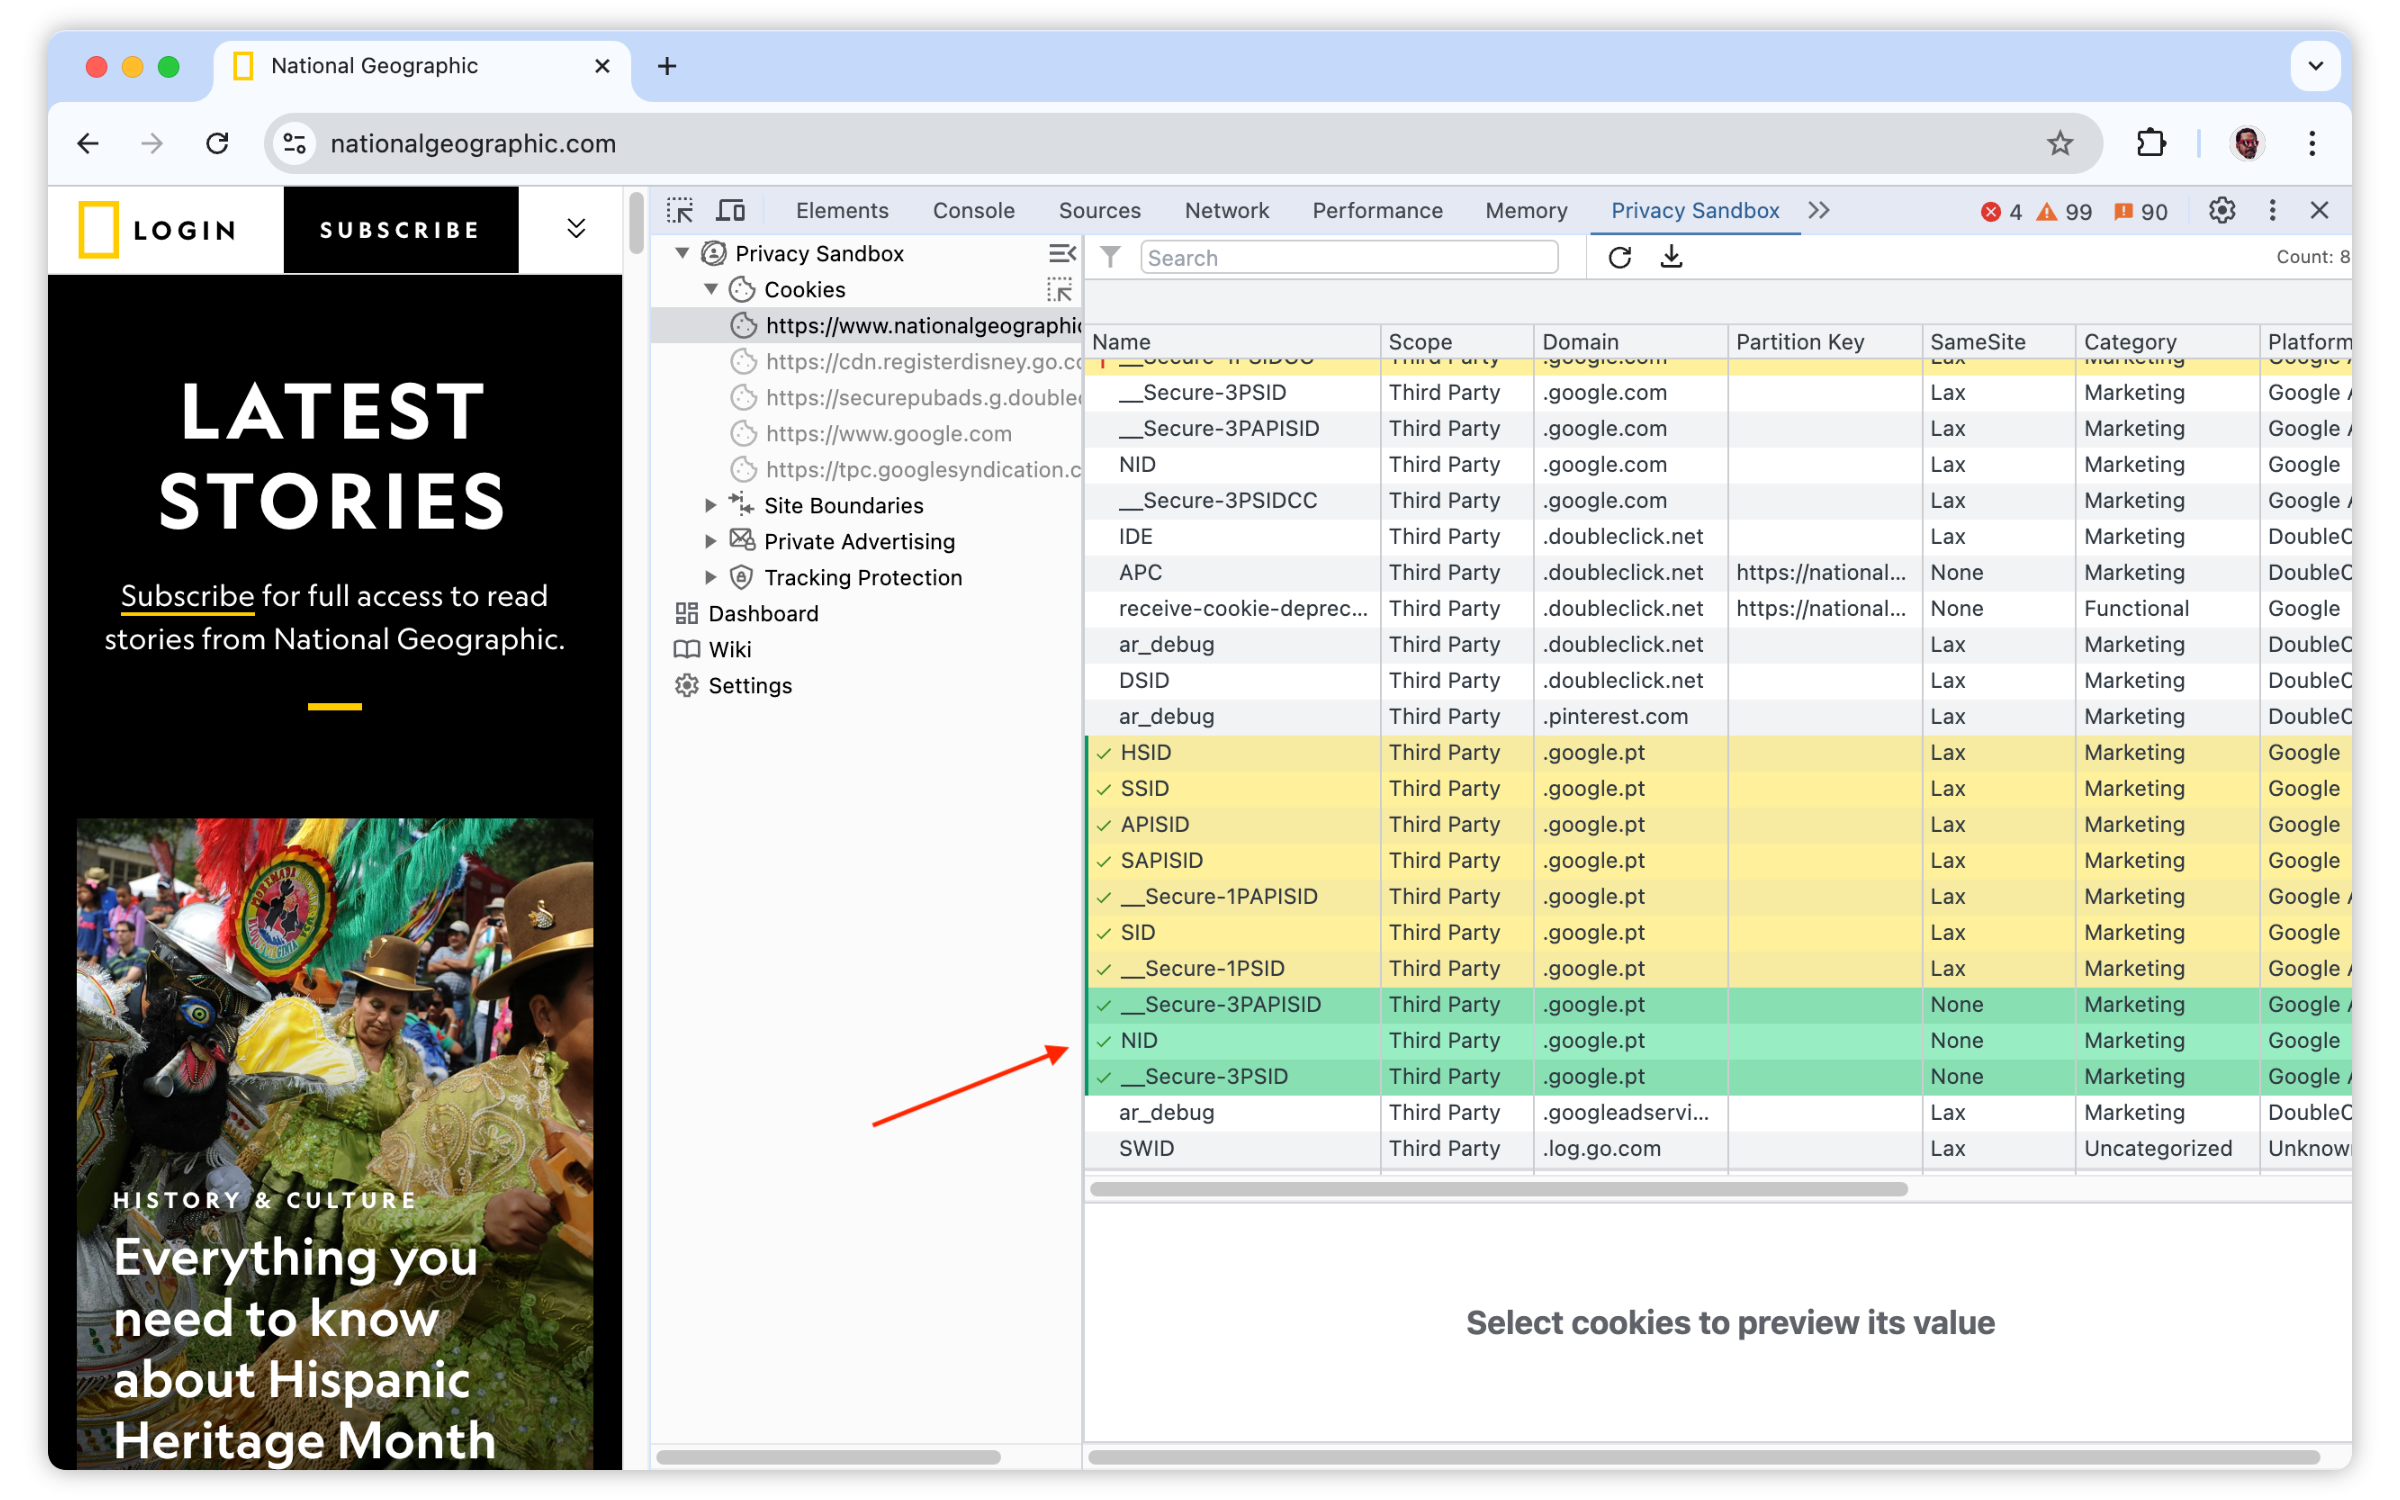 National Geographic
nationalgeographic.com
LOGIN
SUBSCRIBE
LATEST
STORIES
Subscribe for full access to read
stories from National Geographic.
HISTORY & CULTURE
Everything you
need to know
about Hispanic
Heritage Month
Elements Console Sources Network Performance Memory Privacy Sandbox 4 99 90
Privacy Sandbox
Cookies
https://www.nationalgeographic
https://cdn.registerdisney.go.co
https://securepubads.g.double
https://www.google.com
https://tpc.googlesyndication.c
Site Boundaries
Private Advertising
Tracking Protection
Dashboard
Wiki
Settings
Search Count: 8
Name Scope Domain Partition Key SameSite Category Platform
__Secure-1PSIDCC Third Party .google.com Lax Marketing Google A
__Secure-3PSID Third Party .google.com Lax Marketing Google A
__Secure-3PAPISID Third Party .google.com Lax Marketing Google A
NID Third Party .google.com Lax Marketing Google
__Secure-3PSIDCC Third Party .google.com Lax Marketing Google A
IDE Third Party .doubleclick.net Lax Marketing DoubleC
APC Third Party .doubleclick.net https://national... None Marketing DoubleC
receive-cookie-deprec... Third Party .doubleclick.net https://national... None Functional Google
ar_debug Third Party .doubleclick.net Lax Marketing DoubleC
DSID Third Party .doubleclick.net Lax Marketing DoubleC
ar_debug Third Party .pinterest.com Lax Marketing DoubleC
HSID Third Party .google.pt Lax Marketing Google
SSID Third Party .google.pt Lax Marketing Google
APISID Third Party .google.pt Lax Marketing Google
SAPISID Third Party .google.pt Lax Marketing Google
__Secure-1PAPISID Third Party .google.pt Lax Marketing Google A
SID Third Party .google.pt Lax Marketing Google
__Secure-1PSID Third Party .google.pt Lax Marketing Google A
__Secure-3PAPISID Third Party .google.pt None Marketing Google A
NID Third Party .google.pt None Marketing Google
__Secure-3PSID Third Party .google.pt None Marketing Google A
ar_debug Third Party .googleadservi... Lax Marketing DoubleC
SWID Third Party .log.go.com Lax Uncategorized Unknow
Select cookies to preview its value